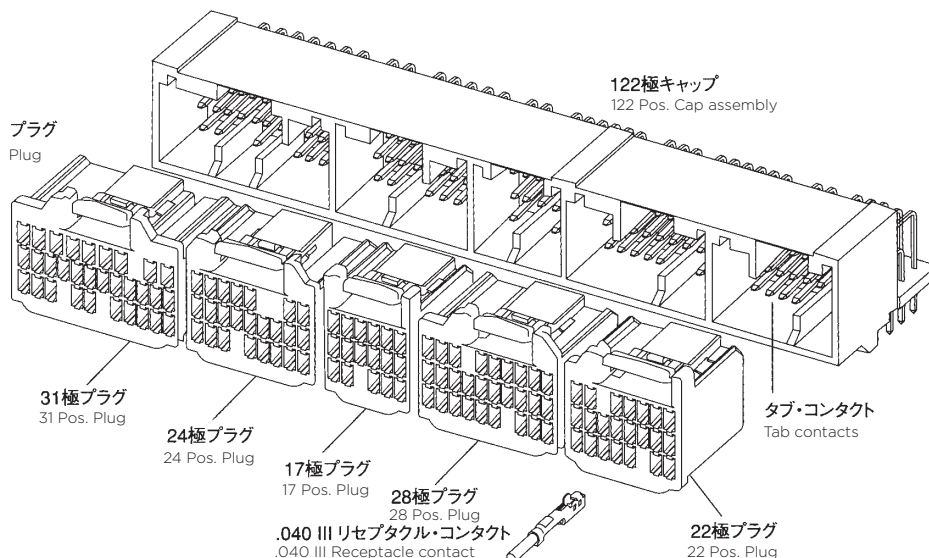 122極キャップ
122 Pos. Cap assembly
プラグ
Plug
31極プラグ
31 Pos. Plug
24極プラグ
24 Pos. Plug
17極プラグ
17 Pos. Plug
28極プラグ
28 Pos. Plug
.040 III リセプタクル・コンタクト
.040 III Receptacle contact
タブ・コンタクト
Tab contacts
22極プラグ
22 Pos. Plug